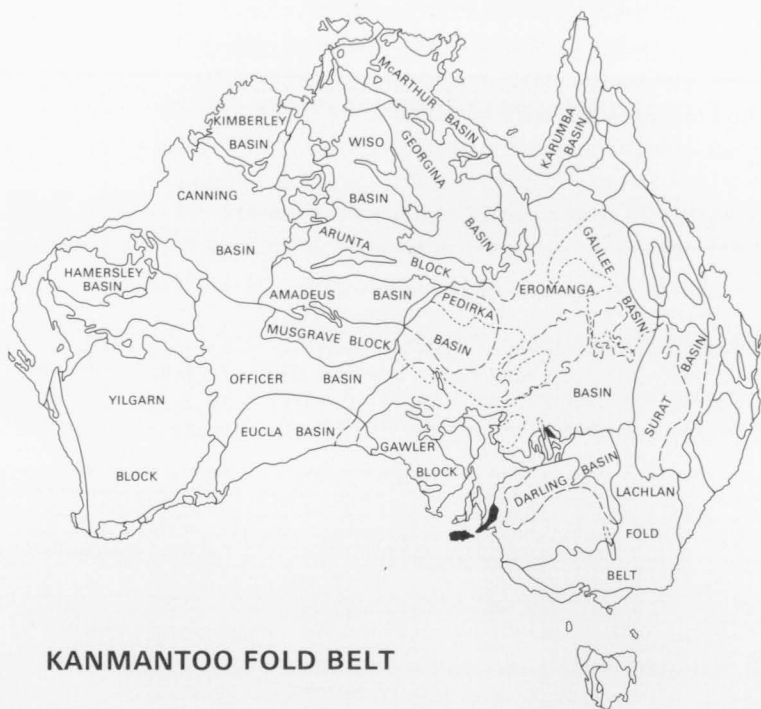 McARTHUR BASIN
KARUMBA
BASIN
KIMBERLEY
BASIN
WISO
BASIN
GEORGINA
BASIN
CANNING
BASIN
ARUNTA
BLOCK
GALILEE
BASIN
HAMERSLEY
BASIN
AMADEUS BASIN
PEDIRKA
BASIN
EROMANGA
BASIN
MUSGRAVE BLOCK
YILGARN
BLOCK
OFFICER BASIN
SURAT
BASIN
EUCLA BASIN
GAWLER
BLOCK
DARLING BASIN
LACHLAN
FOLD
BELT
KANMANTOO FOLD BELT